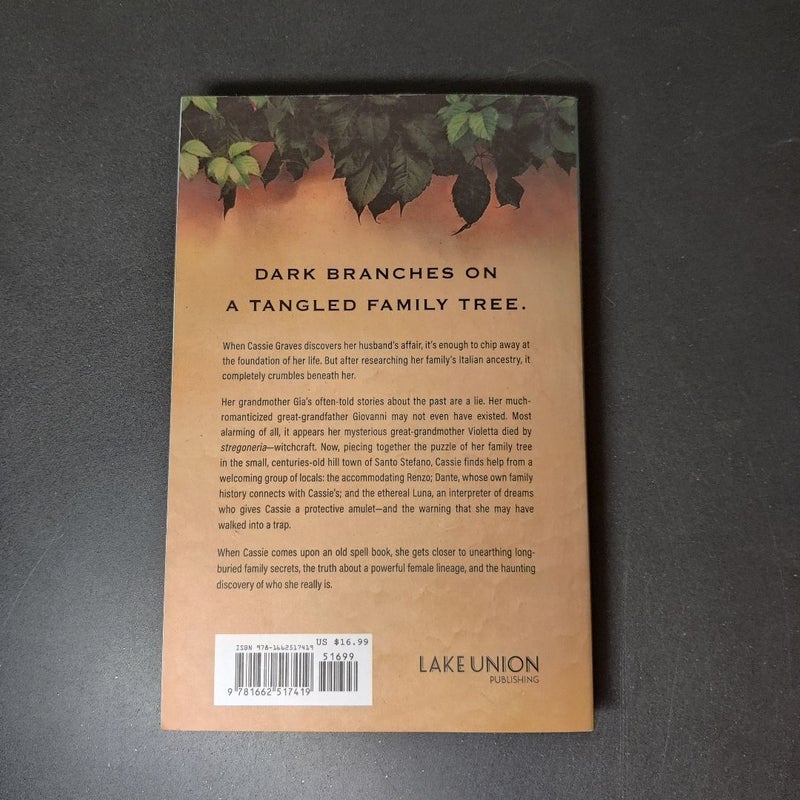 DARK BRANCHES ON
A TANGLED FAMILY TREE.
When Cassie Graves discovers her husband's affair, it's enough to chip away at
the foundation of her life. But after researching her family's Italian ancestry, it
completely crumbles beneath her.
Her grandmother Gia's often-told stories about the past are a lie. Her much-
romanticized great-grandfather Giovanni may not even have existed. Most
alarming of all, it appears her mysterious great-grandmother Violetta died by
stregoneria—witchcraft. Now, piecing together the puzzle of her family tree
in the small, centuries-old hill town of Santo Stefano, Cassie finds help from a
welcoming group of locals: the accommodating Renzo; Dante, whose own family
history connects with Cassie's; and the ethereal Luna, an interpreter of dreams
who gives Cassie a protective amulet—and the warning that she may have
walked into a trap.
When Cassie comes upon an old spell book, she gets closer to unearthing long-
buried family secrets, the truth about a powerful female lineage, and the haunting
discovery of who she really is.
US $16.99
ISBN 978-1662517419
51699
9 781662 517419
LAKE UNION
PUBLISHING